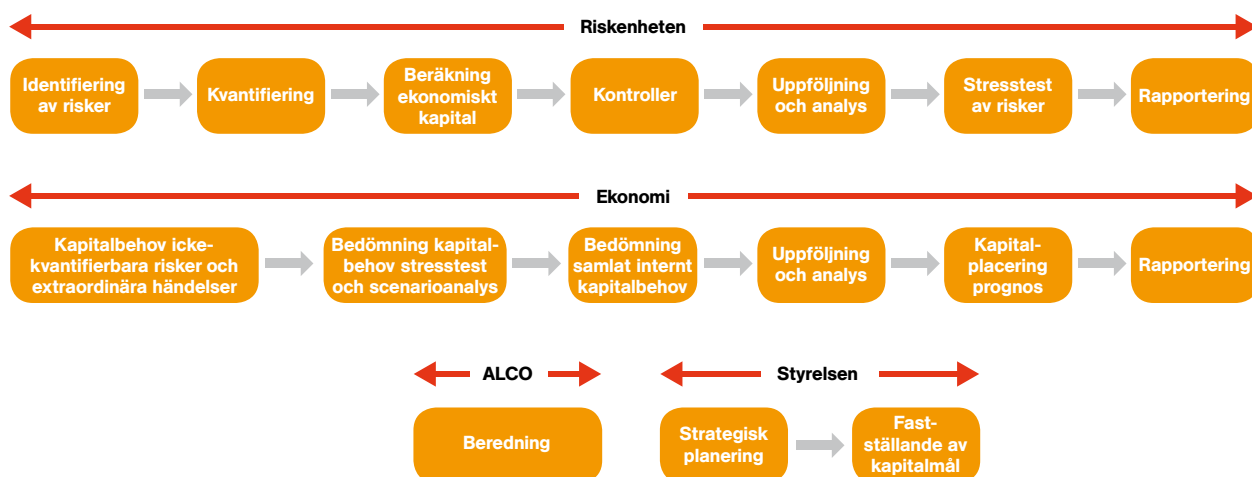 Riskenheten
Identifiering
av risker
Kvantifiering
Beräkning
ekonomiskt
kapital
Kontroller
Uppföljning
och analys
Stresstest
av risker
Rapportering
Ekonomi
Kapitalbehov icke-
kvantifierbara risker och
extraordinära händelser
Bedömning kapital-
behov stresstest
och scenarioanalys
Bedömning
samlat internt
kapitalbehov
Uppföljning
och analys
Kapital-
placering
prognos
Rapportering
ALCO
Beredning
Styrelsen
Strategisk
planering
Fast-
ställande av
kapitalmål